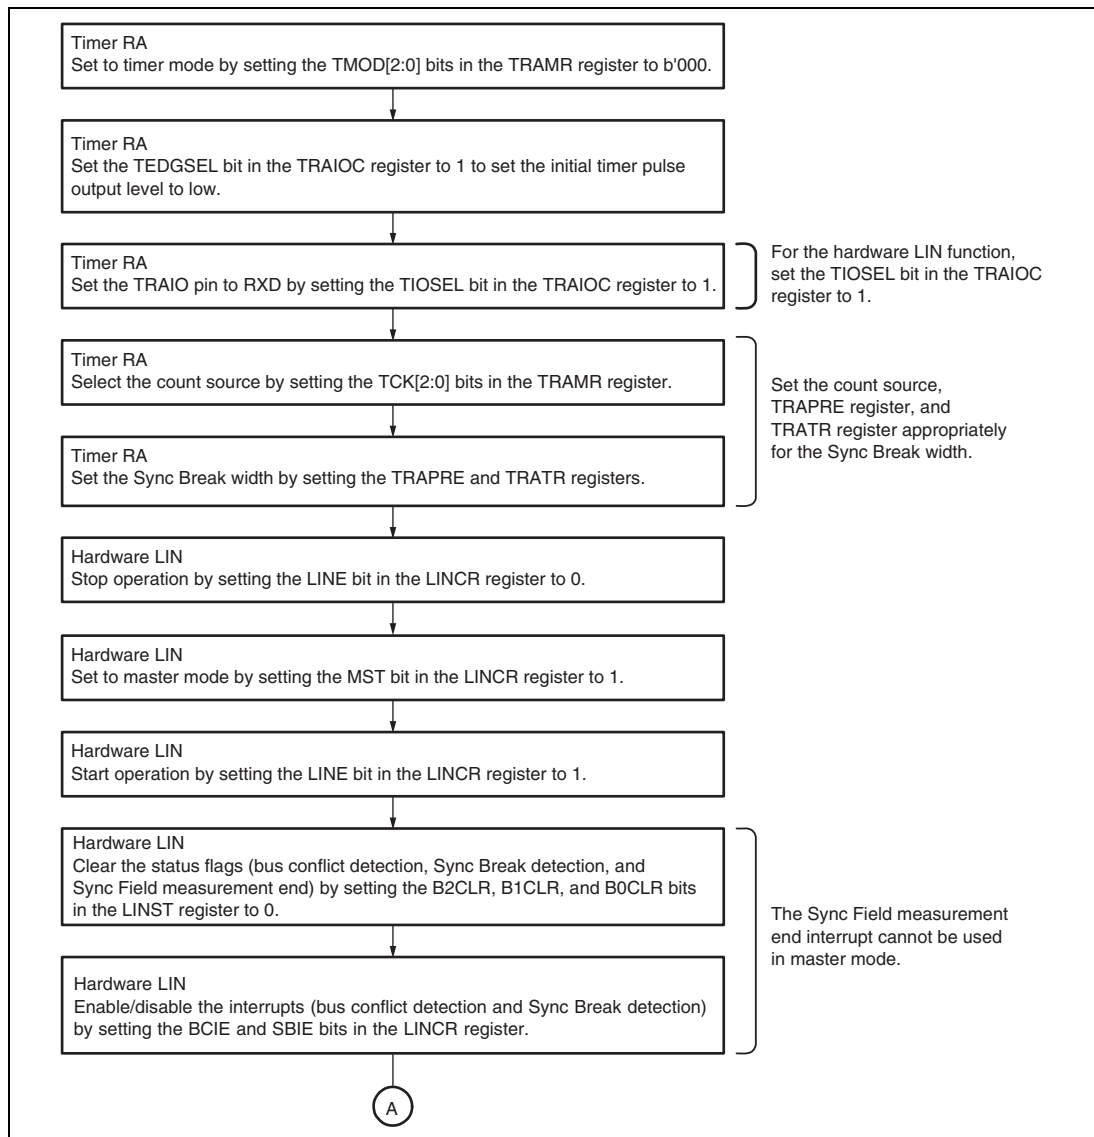 Timer RA
Set to timer mode by setting the TMOD[2:0] bits in the TRAMR register to b'000.
Timer RA
Set the TEDGSEL bit in the TRAIOC register to 1 to set the initial timer pulse
output level to low.
Timer RA
Set the TRAIO pin to RXD by setting the TIOSEL bit in the TRAIOC register to 1.
For the hardware LIN function,
set the TIOSEL bit in the TRAIOC
register to 1.
Timer RA
Select the count source by setting the TCK[2:0] bits in the TRAMR register.
Timer RA
Set the Sync Break width by setting the TRAPRE and TRATR registers.
Set the count source,
TRAPRE register, and
TRATR register appropriately
for the Sync Break width.
Hardware LIN
Stop operation by setting the LINE bit in the LINCR register to 0.
Hardware LIN
Set to master mode by setting the MST bit in the LINCR register to 1.
Hardware LIN
Start operation by setting the LINE bit in the LINCR register to 1.
Hardware LIN
Clear the status flags (bus conflict detection, Sync Break detection, and
Sync Field measurement end) by setting the B2CLR, B1CLR, and B0CLR bits
in the LINST register to 0.
Hardware LIN
Enable/disable the interrupts (bus conflict detection and Sync Break detection)
by setting the BCIE and SBIE bits in the LINCR register.
The Sync Field measurement
end interrupt cannot be used
in master mode.
A